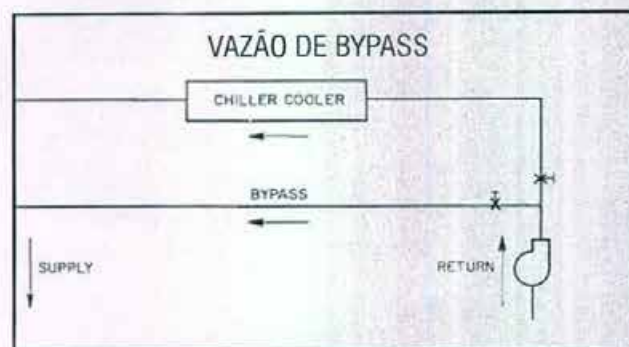 VAZÃO DE BYPASS
CHILLER COOLER
BYPASS
SUPPLY
RETURN